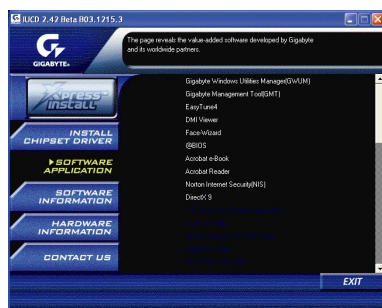 IUCD 2.42 Beta B03.1215.3
GIGABYTE
The page reveals the value-added software developed by Gigabyte
and its worldwide partners.
Xpress
Install
INSTALL
CHIPSET DRIVER
SOFTWARE
APPLICATION
SOFTWARE
INFORMATION
HARDWARE
INFORMATION
CONTACT US
Gigabyte Windows Utilities Manager(GWUM)
Gigabyte Management Tool(GMT)
EasyTune4
DMI Viewer
Face-Wizard
@BIOS
Acrobat e-Book
Acrobat Reader
Norton Internet Security(NIS)
DirectX 9
EXIT